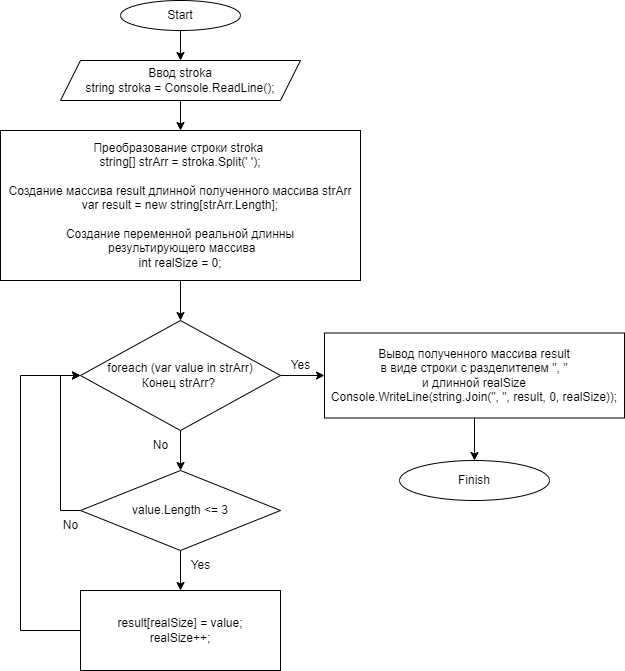 Start
Ввод stroka
string stroka = Console.ReadLine();
Преобразование строки stroka
string[] strArr = stroka.Split(' ');
Создание массива result длинной полученного массива strArr
var result = new string[strArr.Length];
Создание переменной реальной длинны
результирующего массива
int realSize = 0;
foreach (var value in strArr)
Конец strArr?
Yes
Вывод полученного массива result
в виде строки с разделителем ", "
и длинной realSize
Console.WriteLine(string.Join(", ", result, 0, realSize));
No
Finish
value.Length <= 3
No
Yes
result[realSize] = value;
realSize++;